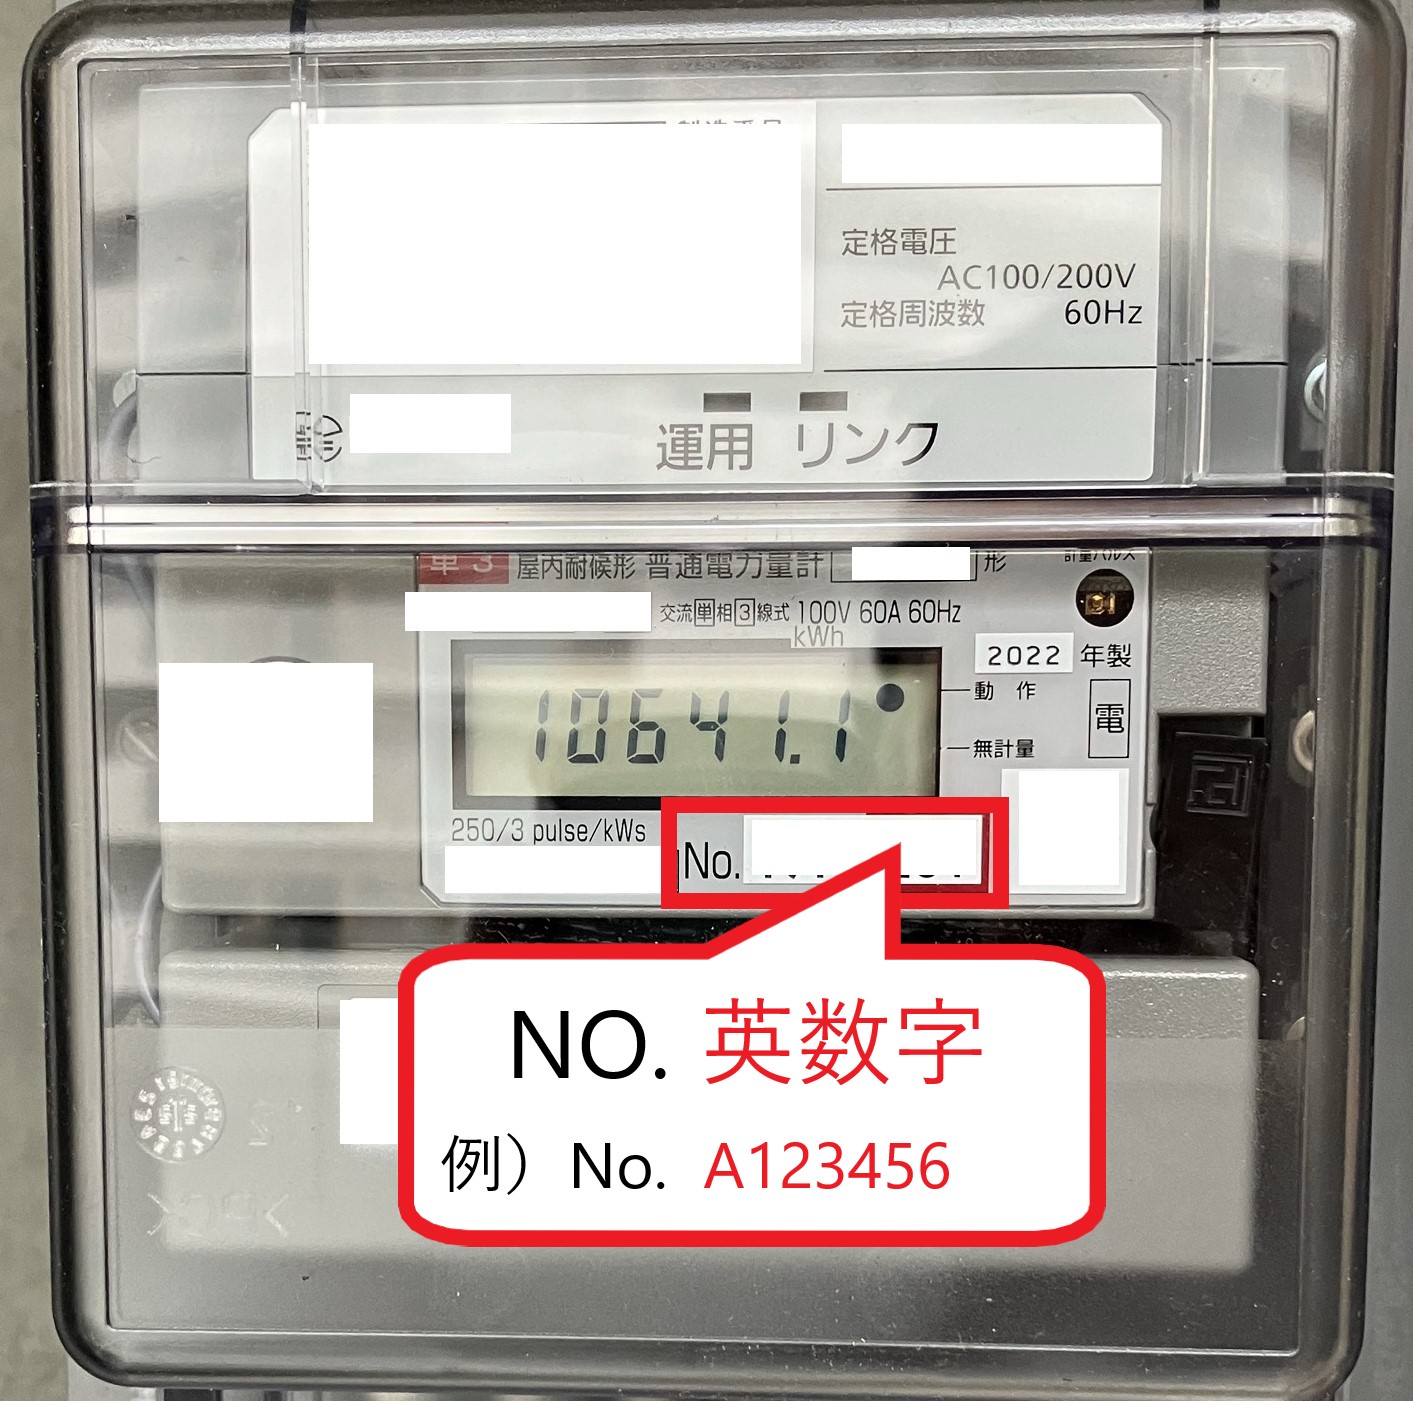 定格電圧
AC100/200V
定格周波数 60Hz
運用 リンク
単3 屋内耐候形 普通電力量計 形
計量パルス
交流単相3線式 100V 60A 60Hz
kWh
2022 年製
10641.1
動作
電
無計量
250/3 pulse/kWs
No.
NO. 英数字
例）No. A123456